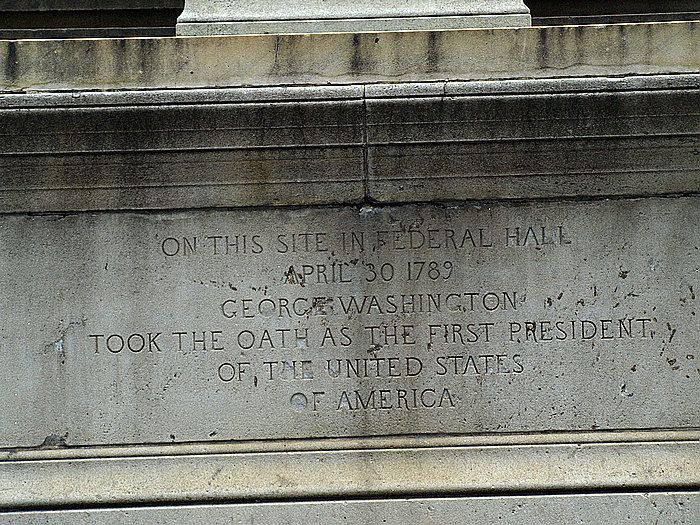 ON THIS SITE IN FEDERAL HALL
APRIL 30 1789
GEORGE WASHINGTON
TOOK THE OATH AS THE FIRST PRESIDENT
OF THE UNITED STATES
OF AMERICA